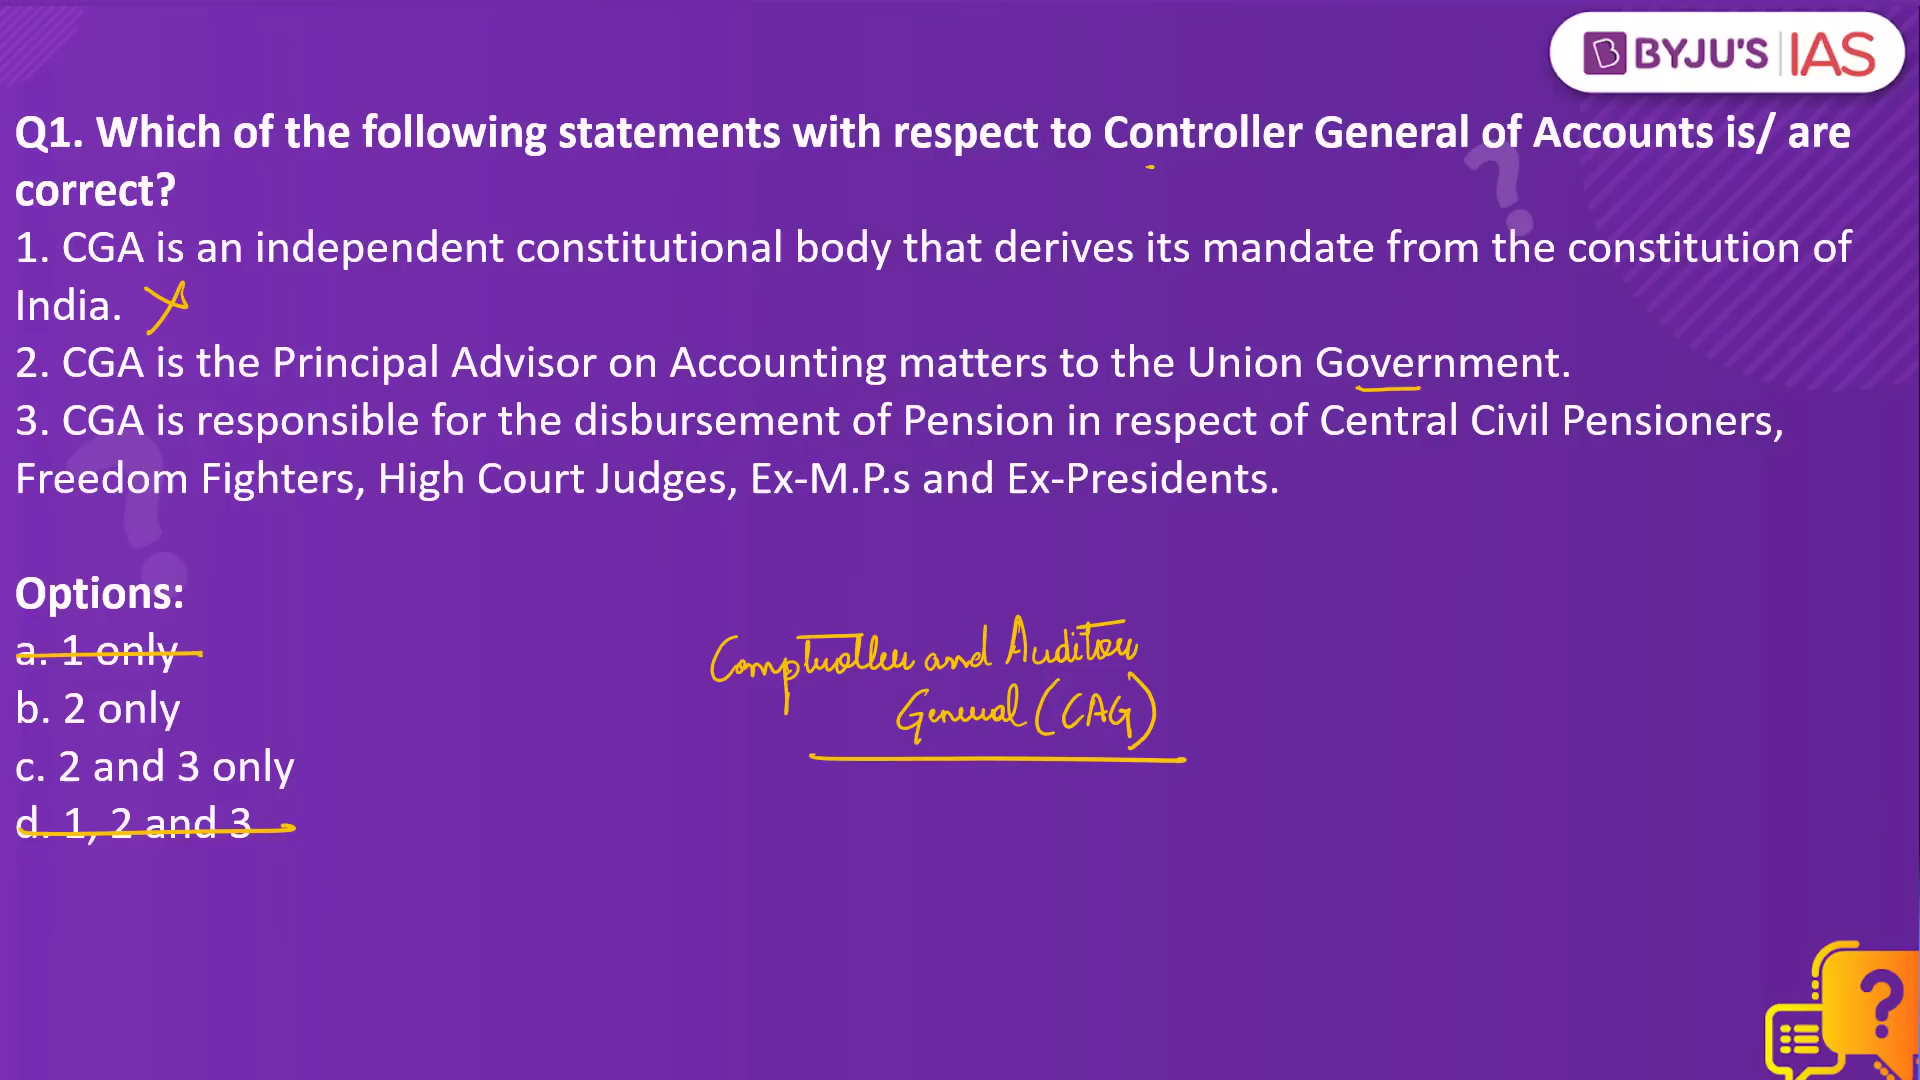 BYJU'S IAS
Q1. Which of the following statements with respect to Controller General of Accounts is/ are
correct?
1. CGA is an independent constitutional body that derives its mandate from the constitution of
India.
2. CGA is the Principal Advisor on Accounting matters to the Union Government.
3. CGA is responsible for the disbursement of Pension in respect of Central Civil Pensioners,
Freedom Fighters, High Court Judges, Ex-M.P.s and Ex-Presidents.
Options:
a. 1 only
b. 2 only
c. 2 and 3 only
d. 1, 2 and 3
Comptroller and Auditor
General (CAG)